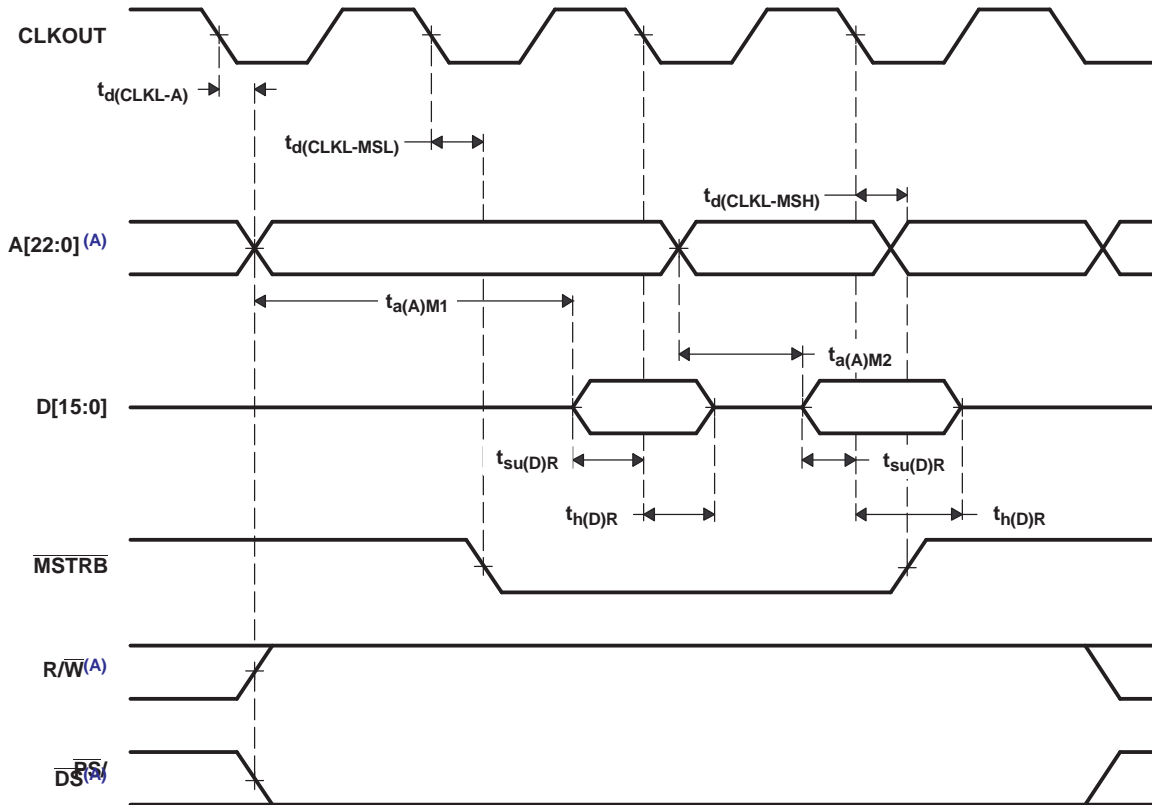 CLKOUT
td(CLKL-A)
td(CLKL-MSL)
td(CLKL-MSH)
A[22:0] (A)
ta(A)M1
ta(A)M2
D[15:0]
tsu(D)R
tsu(D)R
th(D)R
th(D)R
MSTRB
R/W(A)
PS/
DS(A)